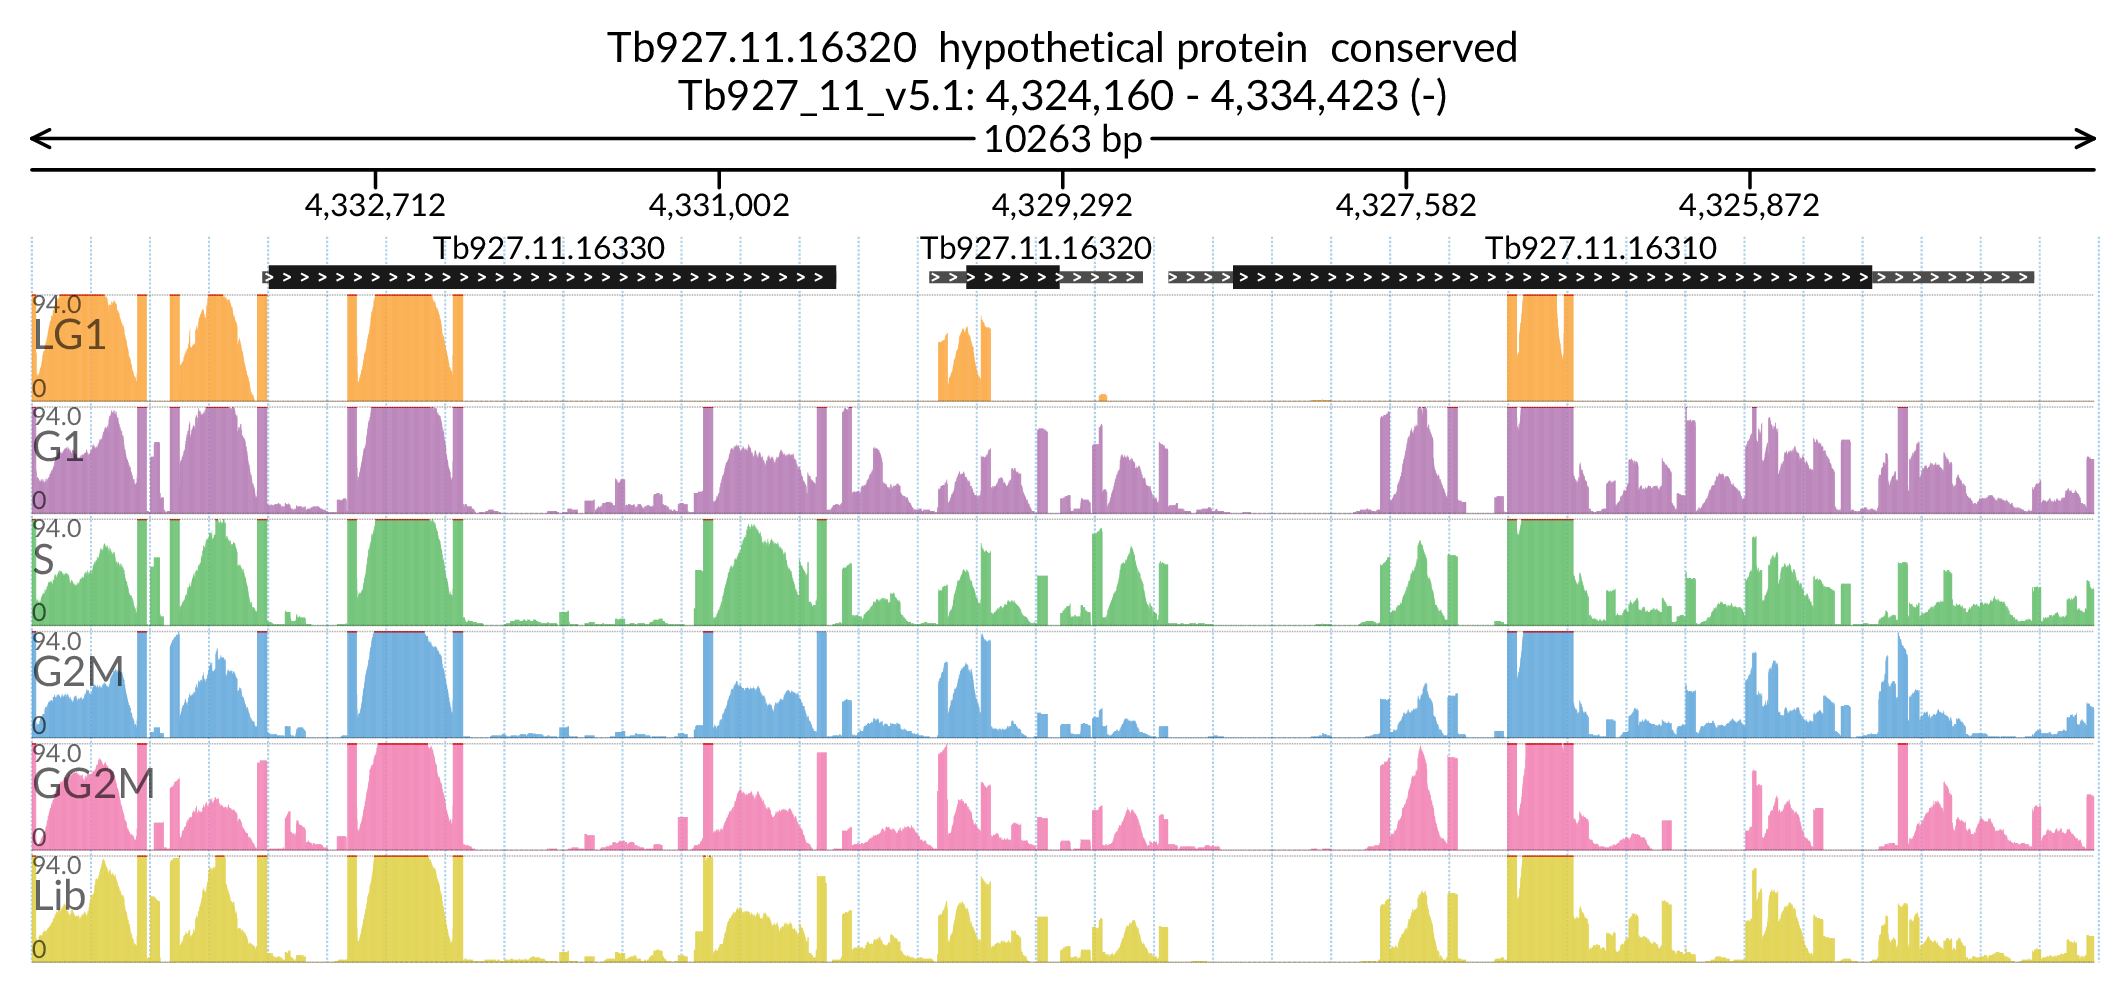 Tb927.11.16320 hypothetical protein conserved
Tb927_11_v5.1: 4,324,160 - 4,334,423 (-)
10263 bp
4,332,712 4,331,002 4,329,292 4,327,582 4,325,872
Tb927.11.16330 Tb927.11.16320 Tb927.11.16310
94.0
LG1
0
94.0
G1
0
94.0
S
0
94.0
G2M
0
94.0
GG2M
0
94.0
Lib
0